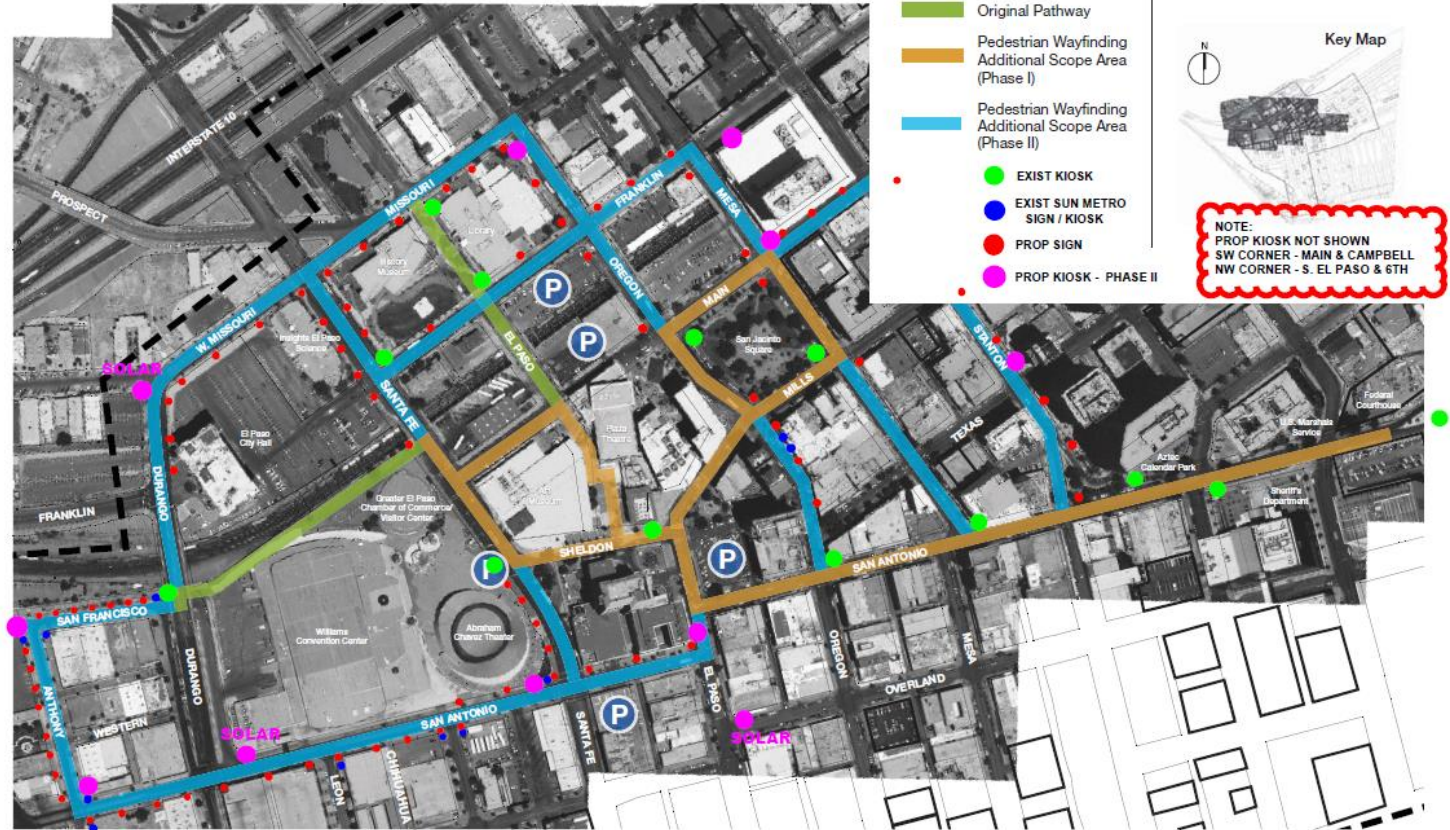 Original Pathway
Pedestrian Wayfinding
Additional Scope Area
(Phase I)
Pedestrian Wayfinding
Additional Scope Area
(Phase II)
EXIST KIOSK
EXIST SUN METRO
SIGN / KIOSK
PROP SIGN
PROP KIOSK - PHASE II
N
Key Map
NOTE:
PROP KIOSK NOT SHOWN
SW CORNER - MAIN & CAMPBELL
NW CORNER - S. EL PASO & 6TH
INTERSTATE 10
PROSPECT
MISSOURI
FRANKLIN
MESA
Library
History
Museum
OREGON
P
MAIN
W. MISSOURI
Insights El Paso
Science
EL PASO
P
San Jacinto
Square
STANTON
SOLAR
SANTA FE
MILLS
Federal
Courthouse
El Paso
City Hall
Plaza
Theatre
TEXAS
U.S. Marshals
Service
Aztec
Calendar Park
DURANGO
Greater El Paso
Chamber of Commerce/
Visitor Center
Museum
Sheriff's
Department
FRANKLIN
SHELDON
P
P
SAN ANTONIO
SAN FRANCISCO
Williams
Convention Center
Abraham
Chavez Theater
OREGON
MESA
DURANGO
EL PASO
OVERLAND
ANTHONY
WESTERN
SAN ANTONIO
P
SANTA FE
SOLAR
SOLAR
LEON
CHIHUAHUA